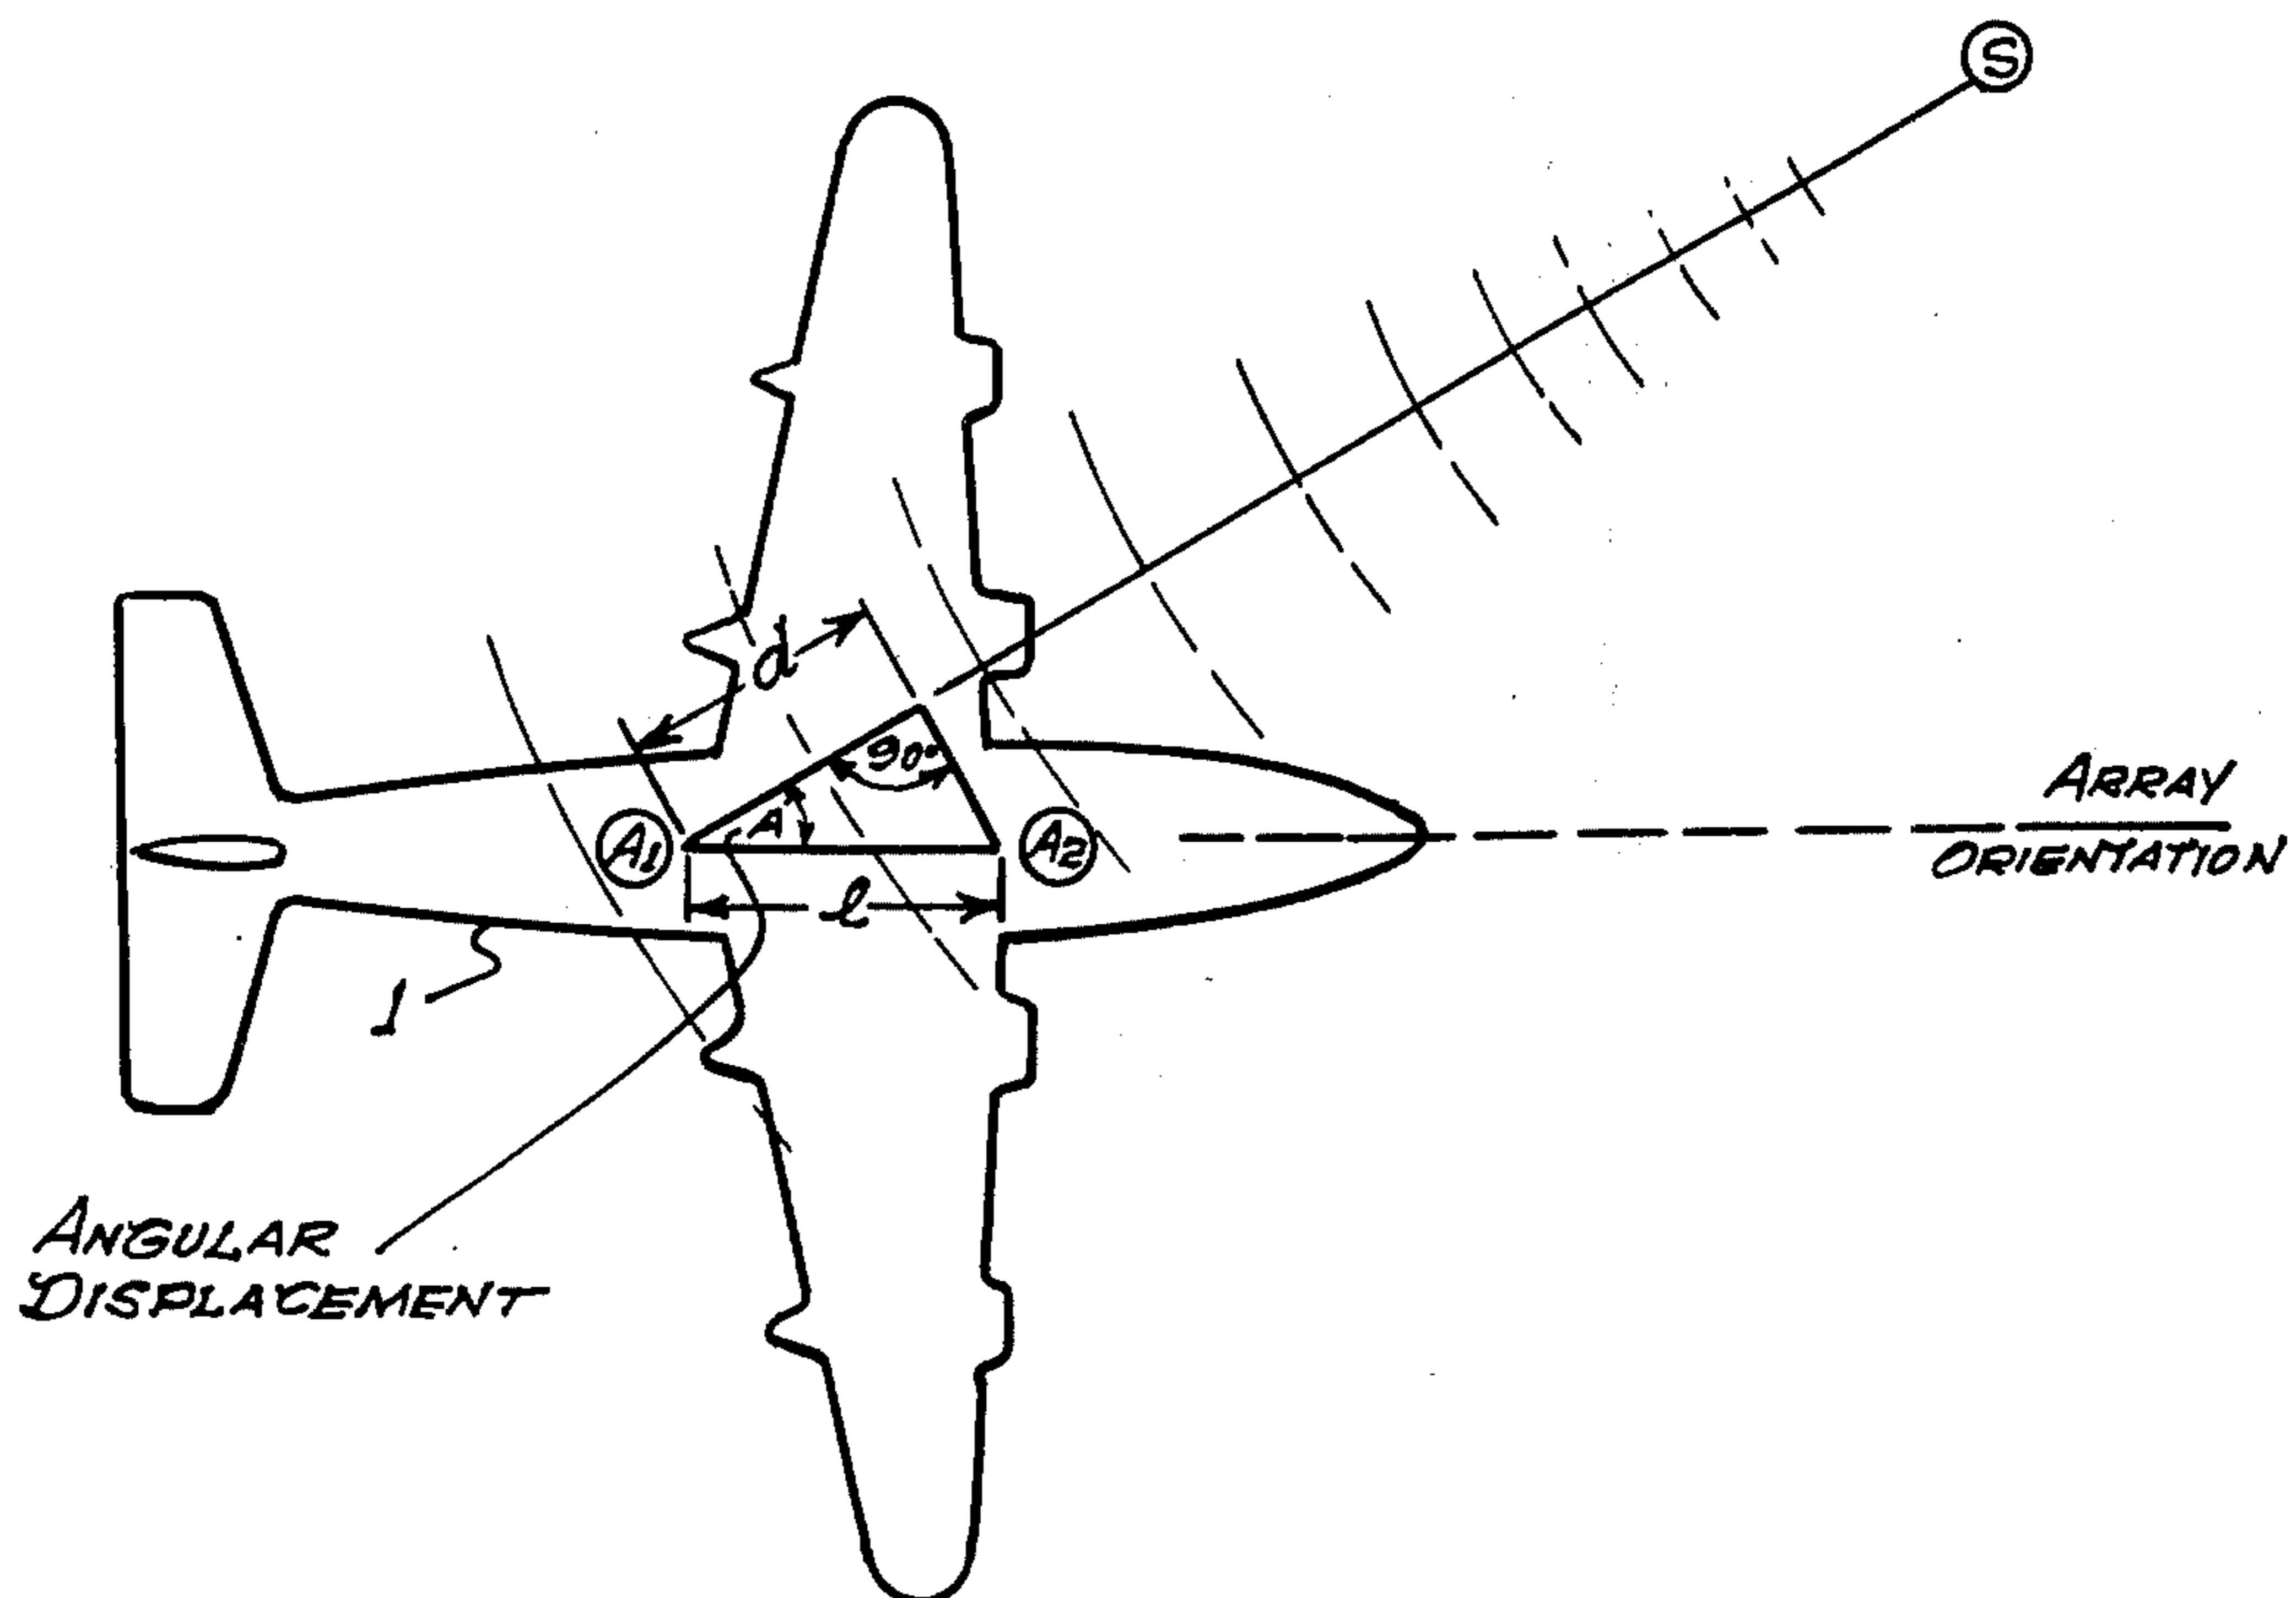 S
d
90°
A
A1
A2
ARRAY
ORIENTATION
l
1
ANGULAR
DISPLACEMENT